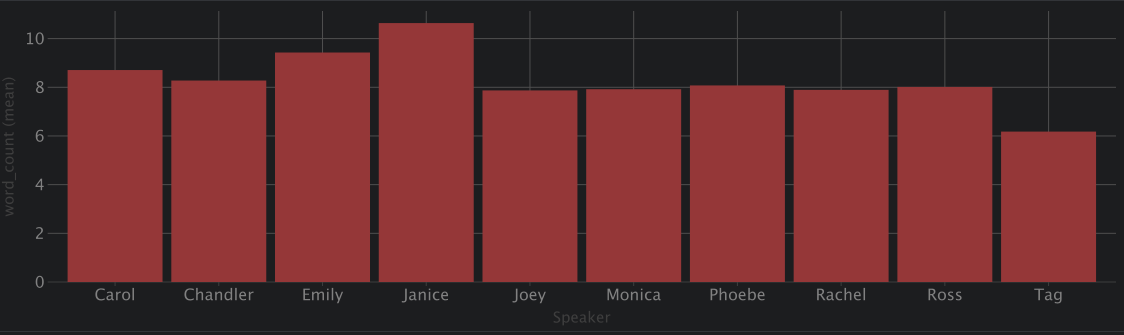 10
8
6
4
2
0
word_count (mean)
Carol Chandler Emily Janice Joey Monica Phoebe Rachel Ross Tag
Speaker